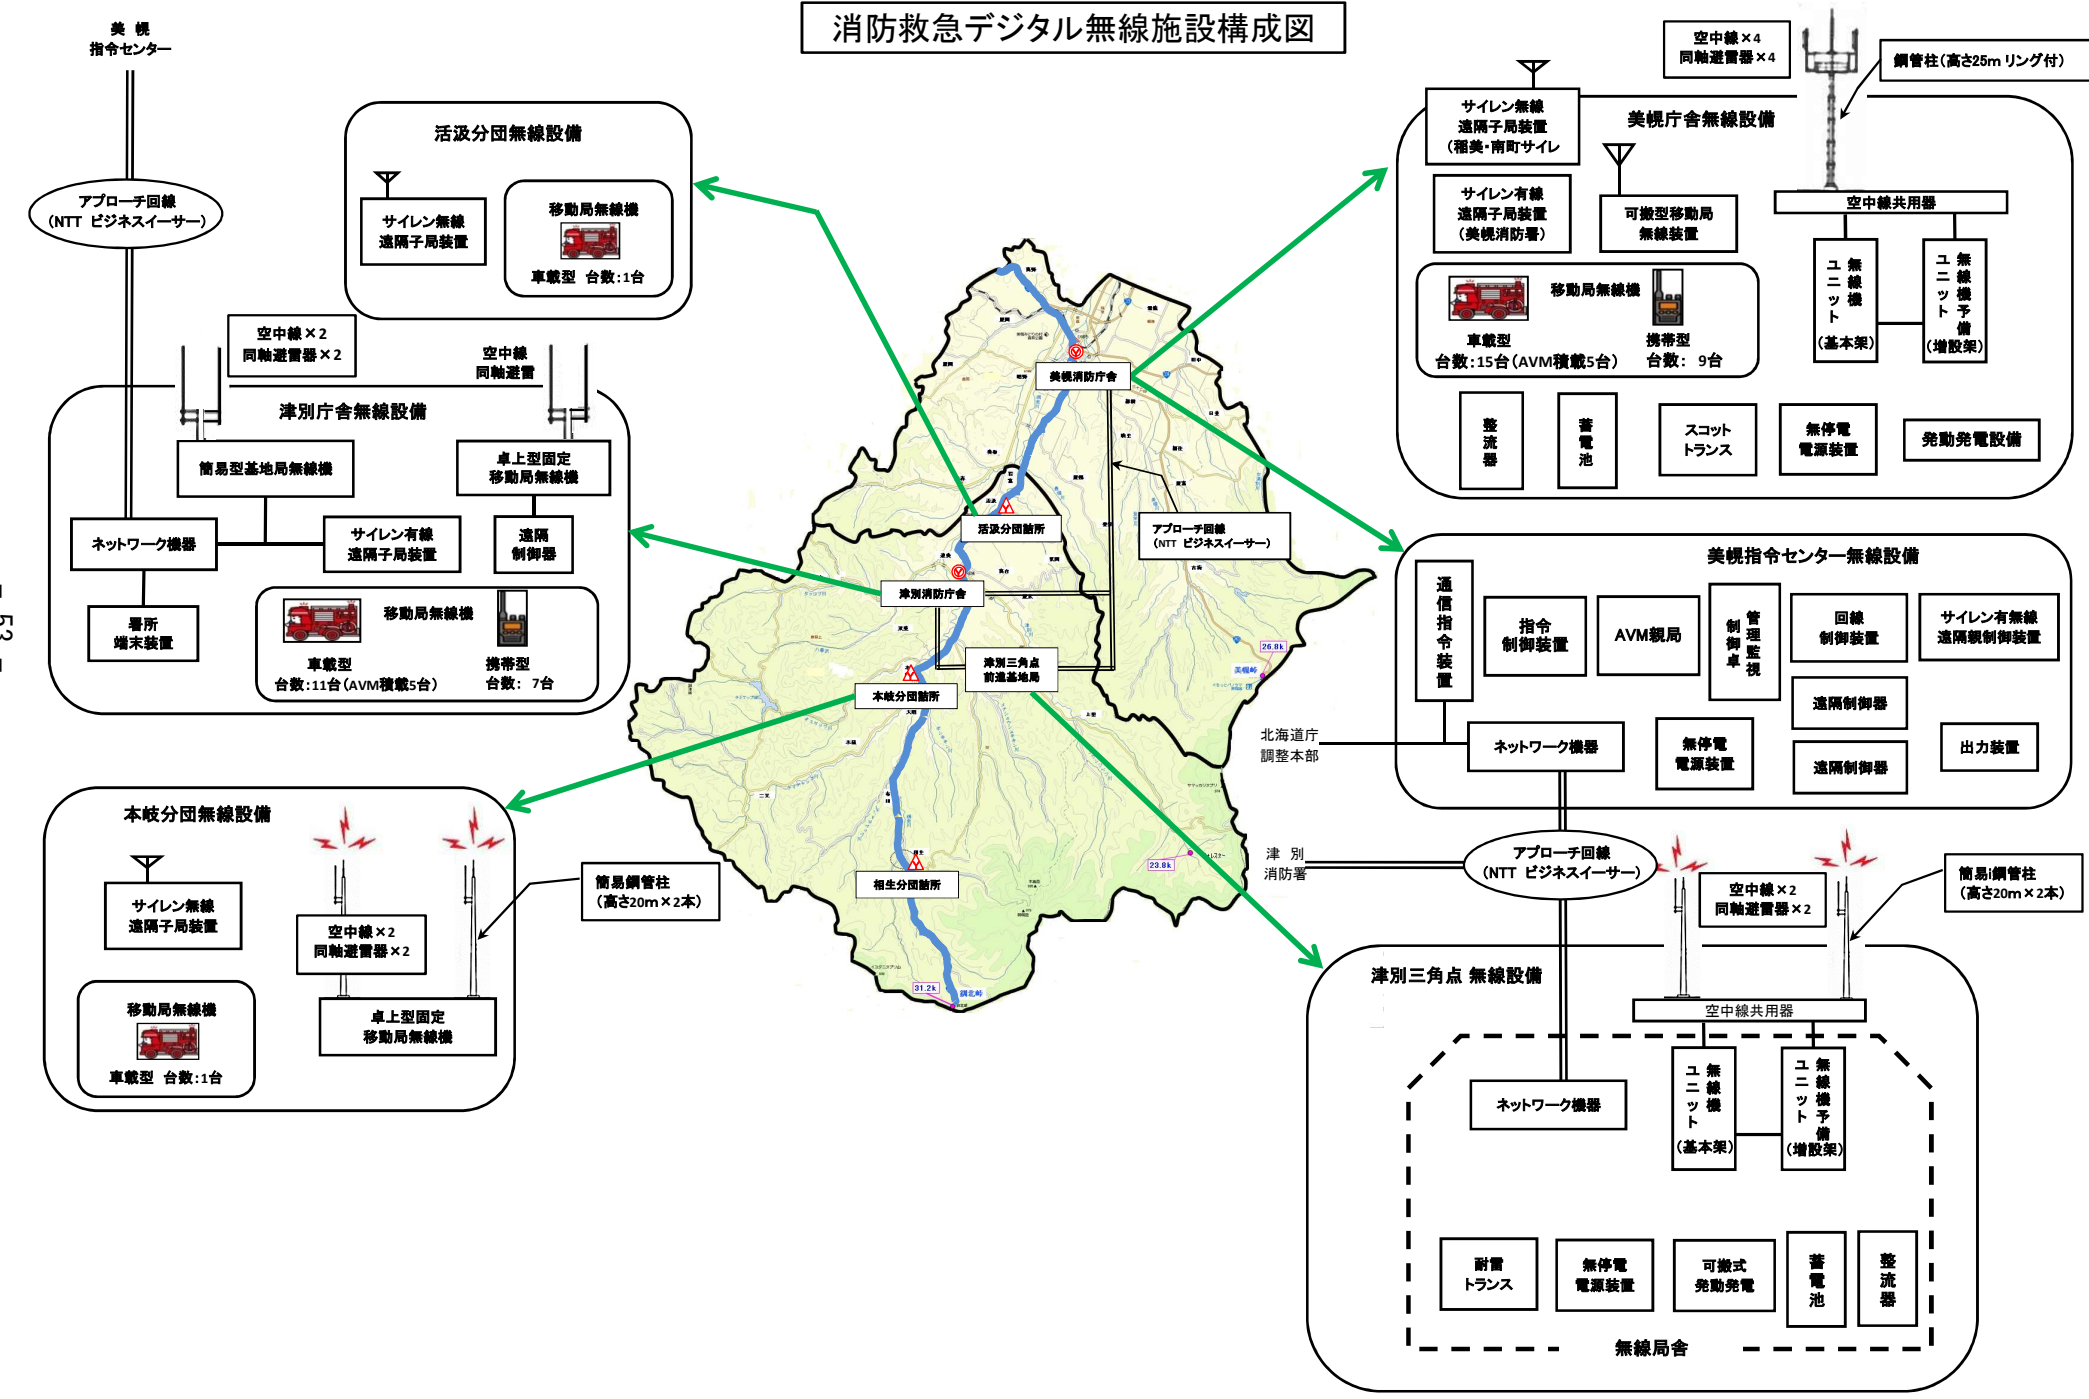 消防救急デジタル無線施設構成図
美 幌
指令センター
アプローチ回線
（NTT ビジネスイーサー）
活汲分団無線設備
サイレン無線
遠隔子局装置
移動局無線機
車載型 台数：1台
空中線×2
同軸避雷器×2
空中線
同軸避雷
津別庁舎無線設備
簡易型基地局無線機
卓上型固定
移動局無線機
ネットワーク機器
サイレン有線
遠隔子局装置
遠隔
制御器
署所
端末装置
移動局無線機
車載型
台数：11台（AVM積載5台）
携帯型
台数： 7台
本岐分団無線設備
サイレン無線
遠隔子局装置
空中線×2
同軸避雷器×2
簡易鋼管柱
（高さ20m×2本）
移動局無線機
車載型 台数：1台
卓上型固定
移動局無線機
美幌消防庁舎
活汲分団詰所
アプローチ回線
（NTT ビジネスイーサー）
津別消防庁舎
津別三角点
前進基地局
本岐分団詰所
相生分団詰所
26.8k
美幌峠
23.8k
31.2k
釧北峠
空中線×4
同軸避雷器×4
鋼管柱（高さ25m リング付）
サイレン無線
遠隔子局装置
（稲美・南町サイレ
美幌庁舎無線設備
サイレン有線
遠隔子局装置
（美幌消防署）
可搬型移動局
無線装置
空中線共用器
無線機
ユニット
（基本架）
無線機予備
ユニット
（増設架）
移動局無線機
車載型
台数：15台（AVM積載5台）
携帯型
台数： 9台
整流器
蓄電池
スコット
トランス
無停電
電源装置
発動発電設備
美幌指令センター無線設備
通信指令装置
指令
制御装置
AVM親局
管理監視
制御卓
回線
制御装置
サイレン有無線
遠隔親制御装置
遠隔制御器
北海道庁
調整本部
ネットワーク機器
無停電
電源装置
遠隔制御器
出力装置
津 別
消防署
アプローチ回線
（NTT ビジネスイーサー）
空中線×2
同軸避雷器×2
簡易i鋼管柱
（高さ20m×2本）
津別三角点 無線設備
空中線共用器
ネットワーク機器
無線機
ユニット
（基本架）
無線機予備
ユニット
（増設架）
耐雷
トランス
無停電
電源装置
可搬式
発動発電
蓄電池
整流器
無線局舎